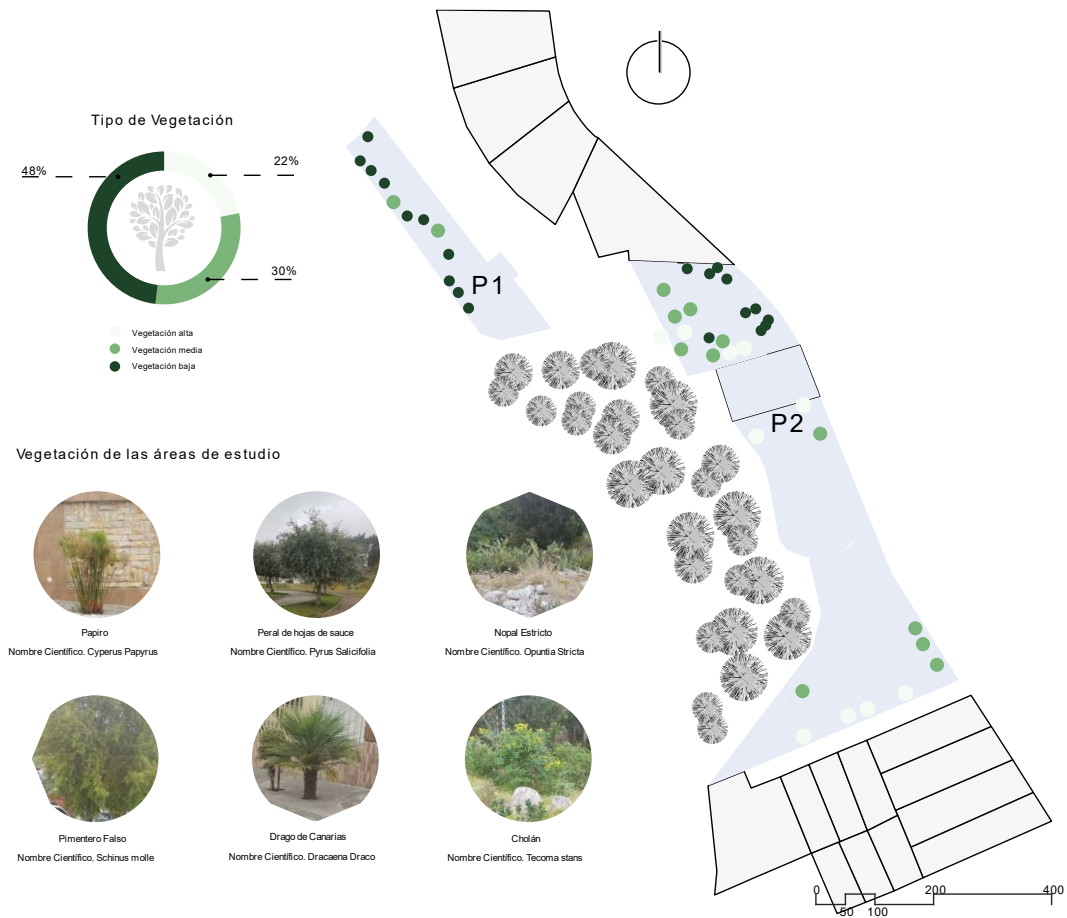 Tipo de Vegetación
48%
22%
30%
Vegetación alta
Vegetación media
Vegetación baja
P1
P2
Vegetación de las áreas de estudio
Papiro
Nombre Científico. Cyperus Papyrus
Peral de hojas de sauce
Nombre Científico. Pyrus Salicifolia
Nopal Estricto
Nombre Científico. Opuntia Stricta
Pimentero Falso
Nombre Científico. Schinus molle
Drago de Canarias
Nombre Científico. Dracaena Draco
Cholán
Nombre Científico. Tecoma stans
0
200
400
50
100